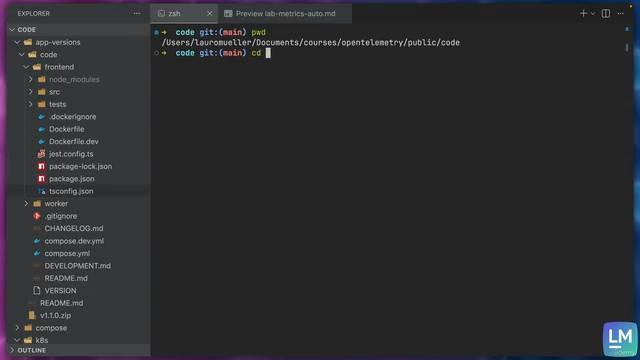 EXPLORER
zsh
Preview lab-metrics-auto.md
CODE
app-versions
code
frontend
node_modules
src
tests
.dockerignore
Dockerfile
Dockerfile.dev
jest.config.ts
package-lock.json
package.json
tsconfig.json
worker
.gitignore
CHANGELOG.md
compose.dev.yml
compose.yml
DEVELOPMENT.md
README.md
VERSION
README.md
v1.1.0.zip
compose
k8s
OUTLINE
code git:(main) pwd
/Users/lauromueller/Documents/courses/opentelemetry/public/code
code git:(main) cd
LM
udemy